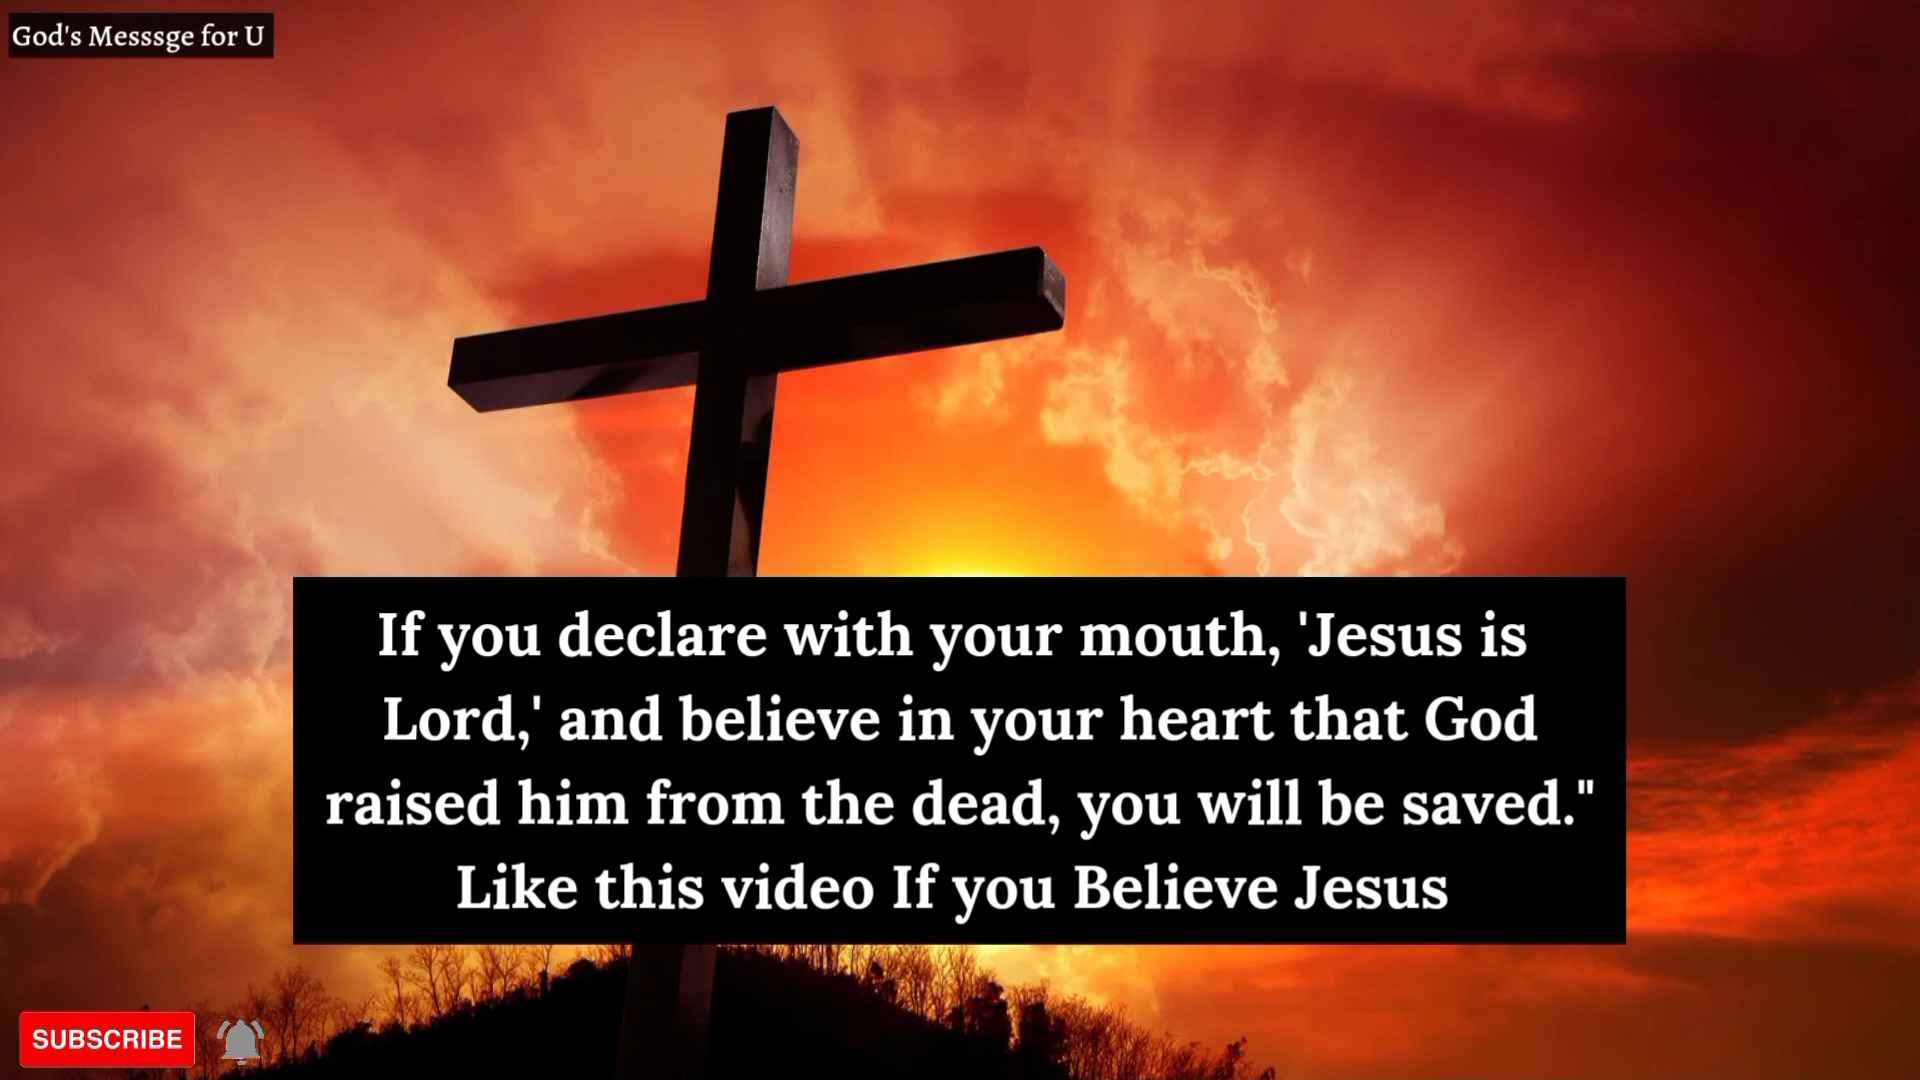 God's Messsge for U
If you declare with your mouth, 'Jesus is
Lord,' and believe in your heart that God
raised him from the dead, you will be saved."
Like this video If you Believe Jesus
SUBSCRIBE